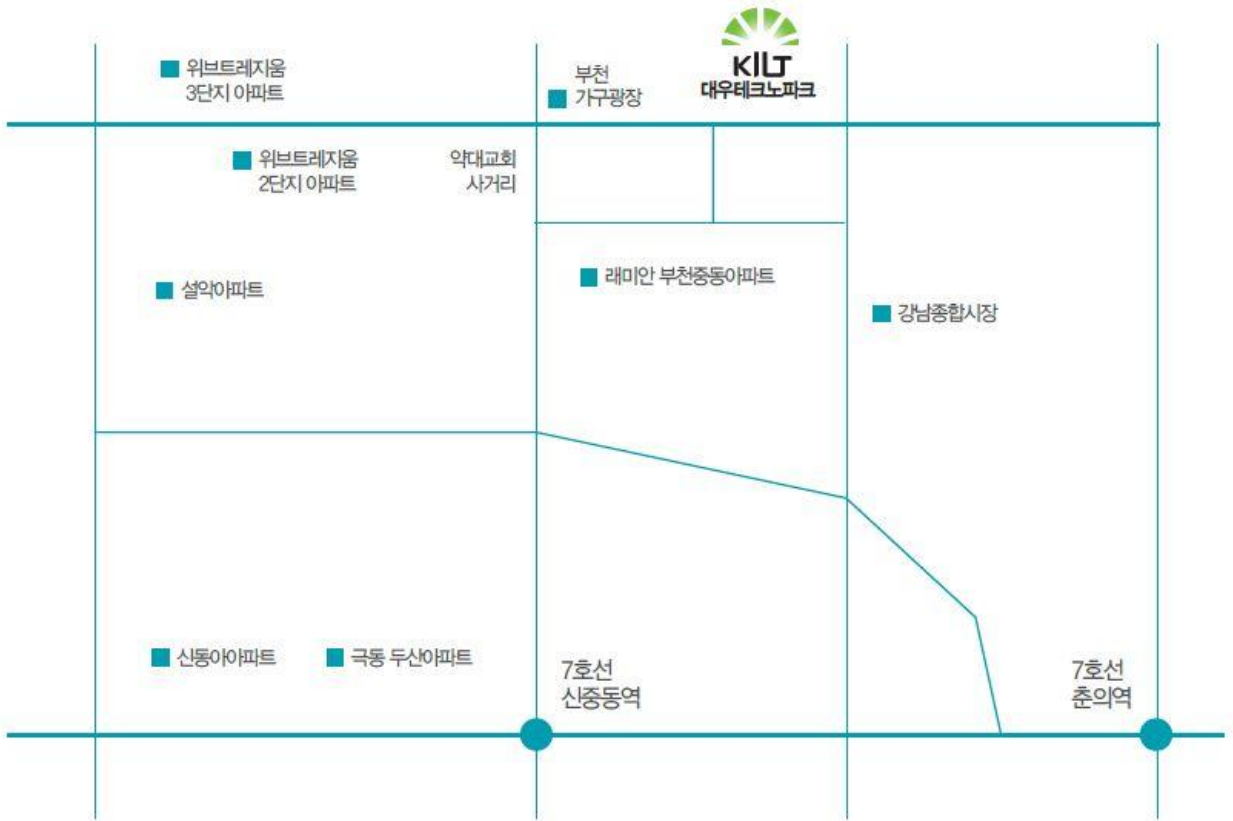 위브트레지움
3단지 아파트
부천
가구광장
KILT
대우테크노파크
위브트레지움
2단지 아파트
약대교회
사거리
설악아파트
래미안 부천중동아파트
강남종합시장
신동아아파트
극동 두산아파트
7호선
신중동역
7호선
춘의역